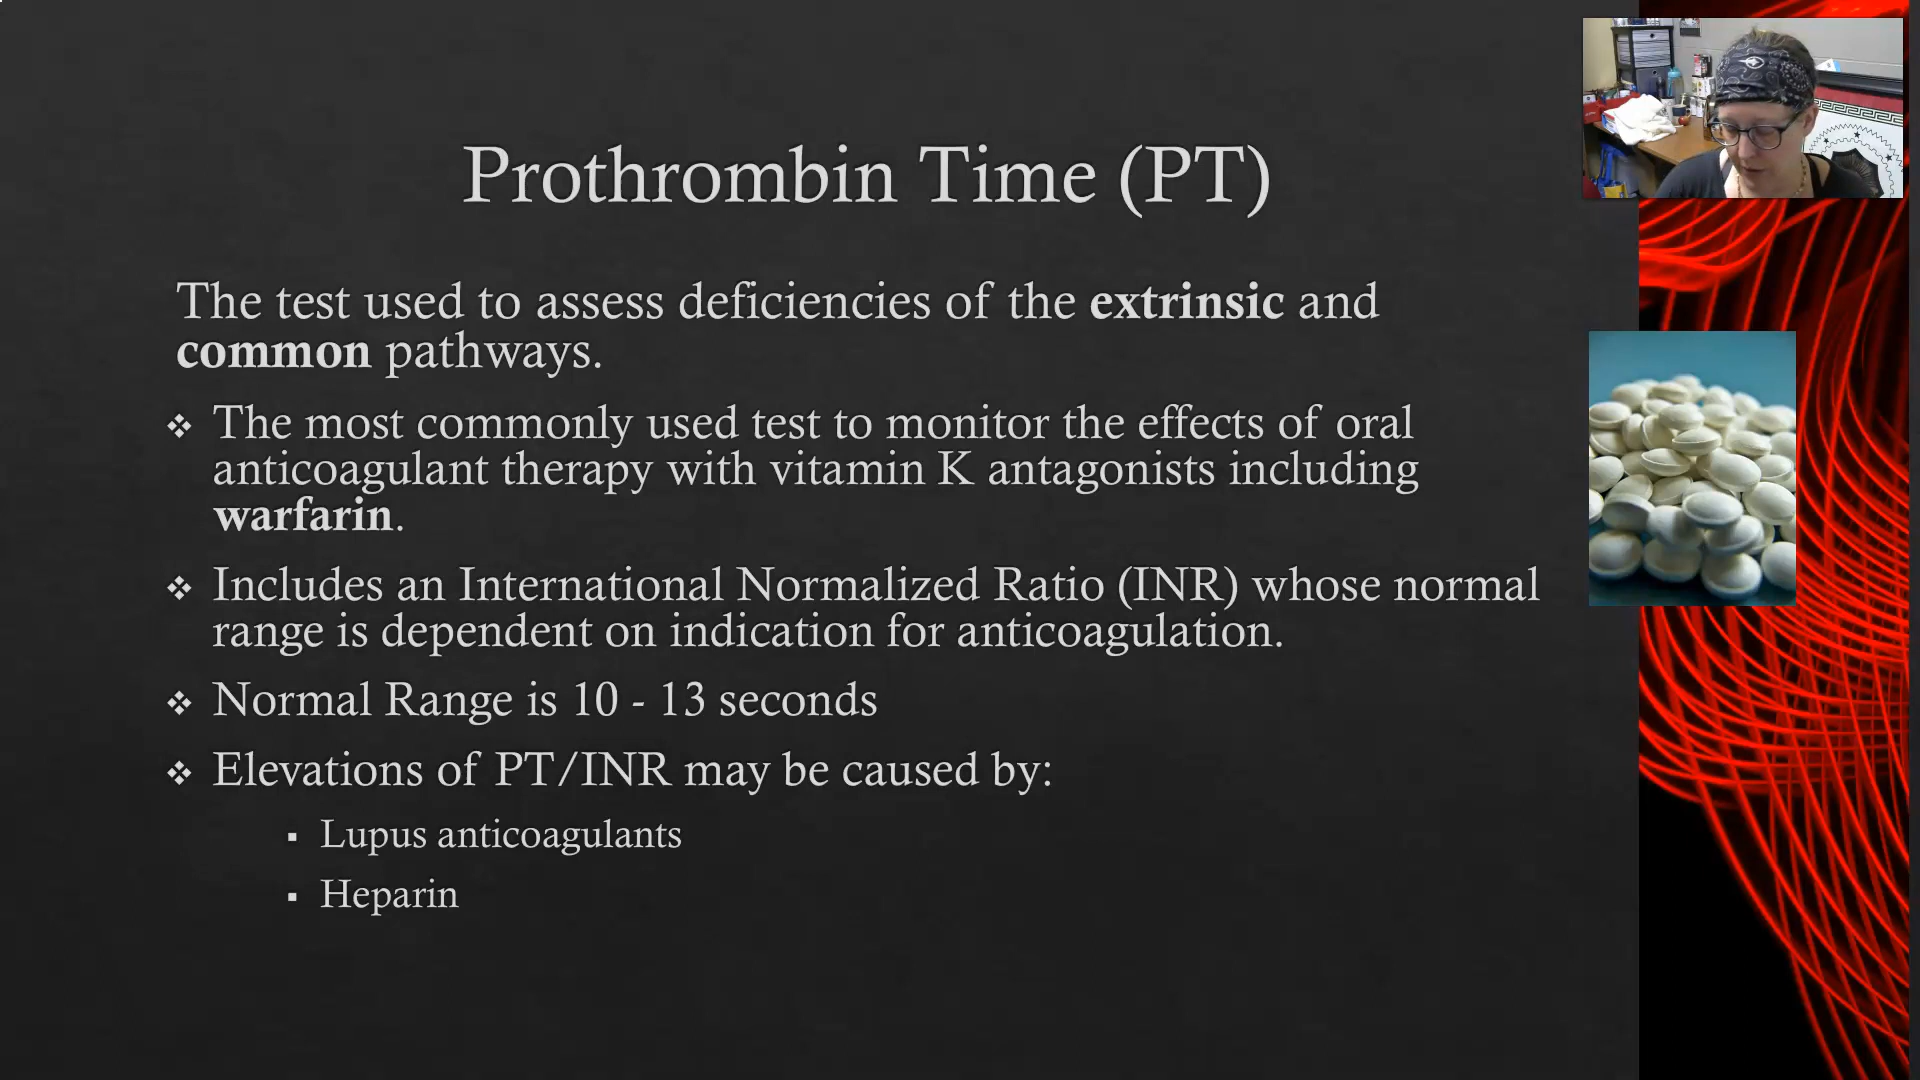 Prothrombin Time (PT)
The test used to assess deficiencies of the extrinsic and
common pathways.
❖ The most commonly used test to monitor the effects of oral
anticoagulant therapy with vitamin K antagonists including
warfarin.
❖ Includes an International Normalized Ratio (INR) whose normal
range is dependent on indication for anticoagulation.
❖ Normal Range is 10 - 13 seconds
❖ Elevations of PT/INR may be caused by:
▪ Lupus anticoagulants
▪ Heparin